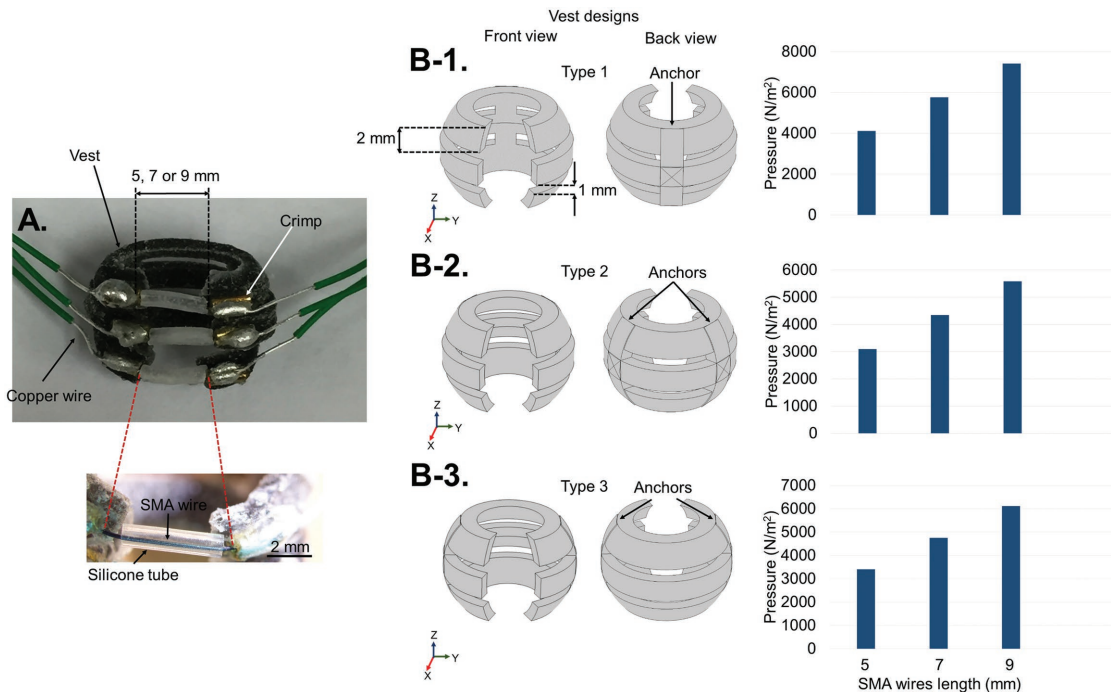 A.
Vest
5, 7 or 9 mm
Crimp
Copper wire
SMA wire
Silicone tube
2 mm
Vest designs
Front view
Back view
B-1.
Type 1
Anchor
2 mm
1 mm
Z
Y
X
Pressure (N/m²)
8000
6000
4000
2000
0
B-2.
Type 2
Anchors
Z
Y
X
Pressure (N/m²)
6000
5000
4000
3000
2000
1000
0
B-3.
Type 3
Anchors
Z
Y
X
Pressure (N/m²)
7000
6000
5000
4000
3000
2000
1000
0
5 7 9
SMA wires length (mm)